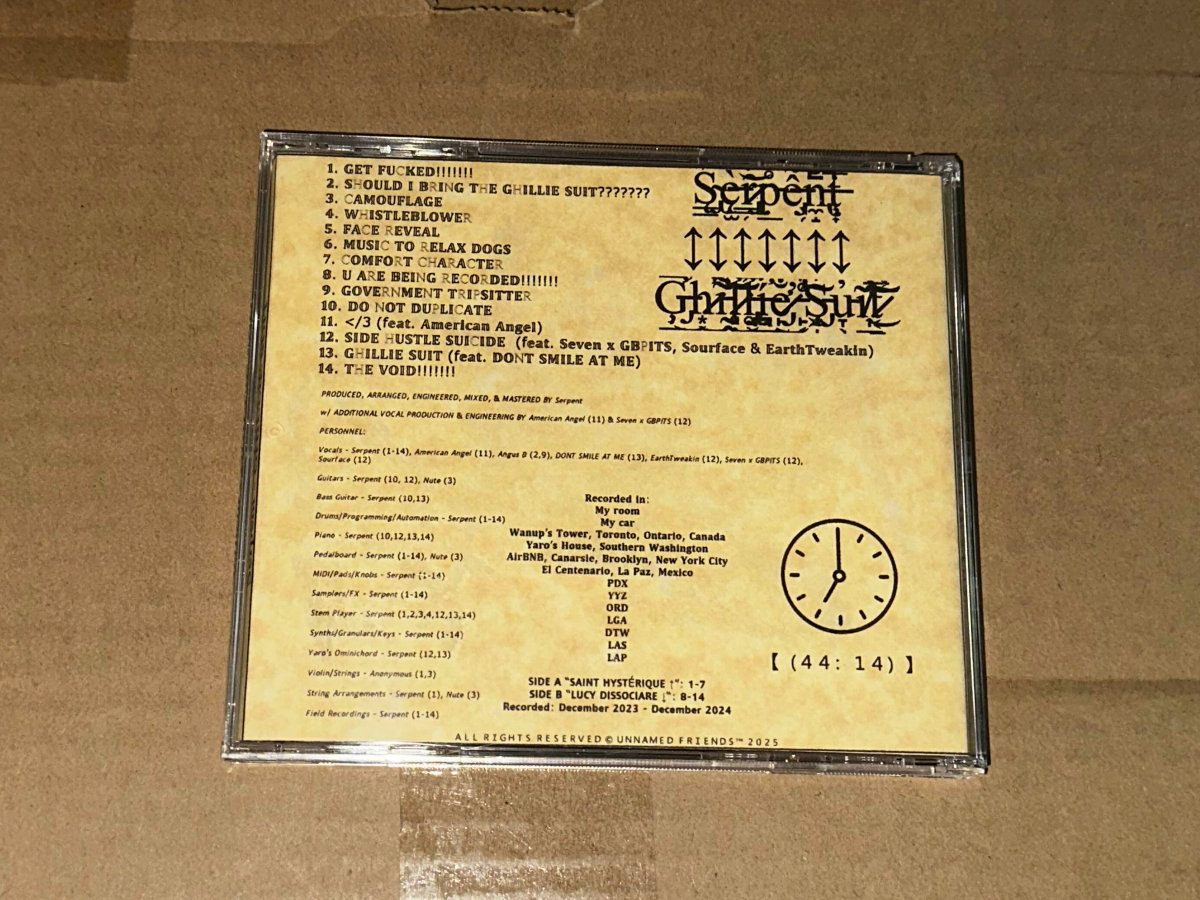 1. GET FUCKED!!!!!!!
2. SHOULD I BRING THE GHILLIE SUIT???????
3. CAMOUFLAGE
4. WHISTLEBLOWER
5. FACE REVEAL
6. MUSIC TO RELAX DOGS
7. COMFORT CHARACTER
8. U ARE BEING RECORDED!!!!!!!
9. GOVERNMENT TRIPSITTER
10. DO NOT DUPLICATE
11. </3 (feat. American Angel)
12. SIDE HUSTLE SUICIDE (feat. Seven x GBPITS, Sourface & EarthTweakin)
13. GHILLIE SUIT (feat. DONT SMILE AT ME)
14. THE VOID!!!!!!!
Serpent
↕↕↕↕↕↕↕
Ghillie Suit
PRODUCED, ARRANGED, ENGINEERED, MIXED, & MASTERED BY Serpent
w/ ADDITIONAL VOCAL PRODUCTION & ENGINEERING BY American Angel (11) & Seven x GBPITS (12)
PERSONNEL:
Vocals - Serpent (1-14), American Angel (11), Angus B (2,9), DONT SMILE AT ME (13), EarthTweakin (12), Seven x GBPITS (12),
Sourface (12)
Guitars - Serpent (10, 12), Nute (3)
Bass Guitar - Serpent (10,13)
Drums/Programming/Automation - Serpent (1-14)
Piano - Serpent (10,12,13,14)
Pedalboard - Serpent (1-14), Nute (3)
MIDI/Pads/Knobs - Serpent (1-14)
Samplers/FX - Serpent (1-14)
Stem Player - Serpent (1,2,3,4,12,13,14)
Synths/Granulars/Keys - Serpent (1-14)
Yaro's Ominichord - Serpent (12,13)
Violin/Strings - Anonymous (1,3)
String Arrangements - Serpent (1), Nute (3)
Field Recordings - Serpent (1-14)
Recorded in:
My room
My car
Wanup's Tower, Toronto, Ontario, Canada
Yaro's House, Southern Washington
AirBNB, Canarsie, Brooklyn, New York City
El Centenario, La Paz, Mexico
PDX
YYZ
ORD
LGA
DTW
LAS
LAP
SIDE A "SAINT HYSTÉRIQUE ↑": 1-7
SIDE B "LUCY DISSOCIARE ↓": 8-14
Recorded: December 2023 - December 2024
【 (44: 14) 】
ALL RIGHTS RESERVED © UNNAMED FRIENDS™ 2025